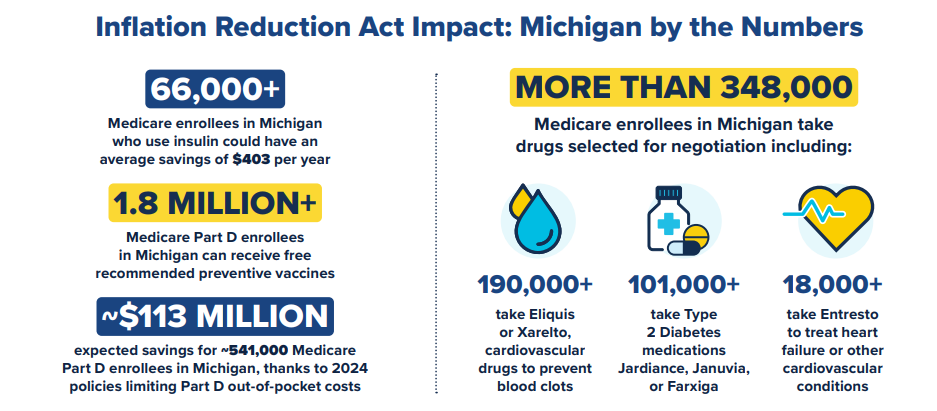 Inflation Reduction Act Impact: Michigan by the Numbers
66,000+
Medicare enrollees in Michigan
who use insulin could have an
average savings of $403 per year
1.8 MILLION+
Medicare Part D enrollees
in Michigan can receive free
recommended preventive vaccines
~$113 MILLION
expected savings for ~541,000 Medicare
Part D enrollees in Michigan, thanks to 2024
policies limiting Part D out-of-pocket costs
MORE THAN 348,000
Medicare enrollees in Michigan take
drugs selected for negotiation including:
190,000+
take Eliquis
or Xarelto,
cardiovascular
drugs to prevent
blood clots
101,000+
take Type
2 Diabetes
medications
Jardiance, Januvia,
or Farxiga
18,000+
take Entresto
to treat heart
failure or other
cardiovascular
conditions